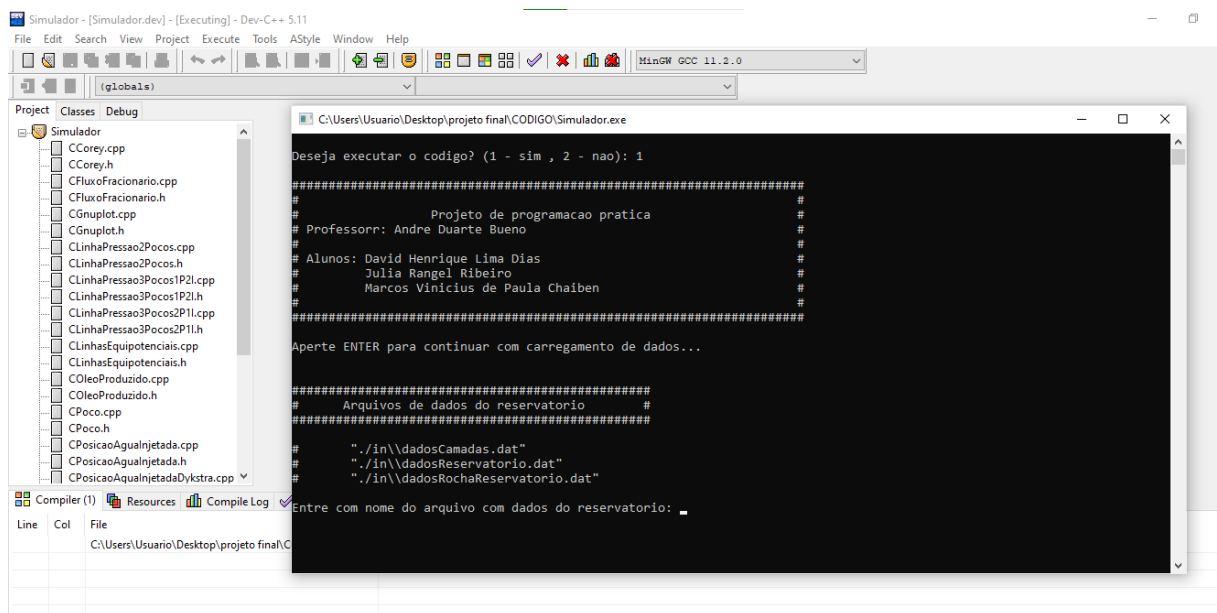 Simulador - [Simulador.dev] - [Executing] - Dev-C++ 5.11
File Edit Search View Project Execute Tools AStyle Window Help
MinGW GCC 11.2.0
(globals)
Project Classes Debug
Simulador
CCorey.cpp
CCorey.h
CFluxoFracionario.cpp
CFluxoFracionario.h
CGnuplot.cpp
CGnuplot.h
CLinhaPressao2Pocos.cpp
CLinhaPressao2Pocos.h
CLinhaPressao3Pocos1P2I.cpp
CLinhaPressao3Pocos1P2I.h
CLinhaPressao3Pocos2P1I.cpp
CLinhaPressao3Pocos2P1I.h
CLinhasEquipotenciais.cpp
CLinhasEquipotenciais.h
COleoProduzido.cpp
COleoProduzido.h
CPoco.cpp
CPoco.h
CPosicaoAguaInjetada.cpp
CPosicaoAguaInjetada.h
CPosicaoAguaInjetadaDykstra.cpp
Compiler (1) Resources Compile Log
Line Col File
C:\Users\Usuario\Desktop\projeto final\C
C:\Users\Usuario\Desktop\projeto final\CODIGO\Simulador.exe
Deseja executar o codigo? (1 - sim , 2 - nao): 1
######################################################################
# #
# Projeto de programacao pratica #
# Professorr: Andre Duarte Bueno #
# #
# Alunos: David Henrique Lima Dias #
# Julia Rangel Ribeiro #
# Marcos Vinicius de Paula Chaiben #
# #
######################################################################
Aperte ENTER para continuar com carregamento de dados...
#################################################
# Arquivos de dados do reservatorio #
#################################################
# "./in\\dadosCamadas.dat"
# "./in\\dadosReservatorio.dat"
# "./in\\dadosRochaReservatorio.dat"
Entre com nome do arquivo com dados do reservatorio: _